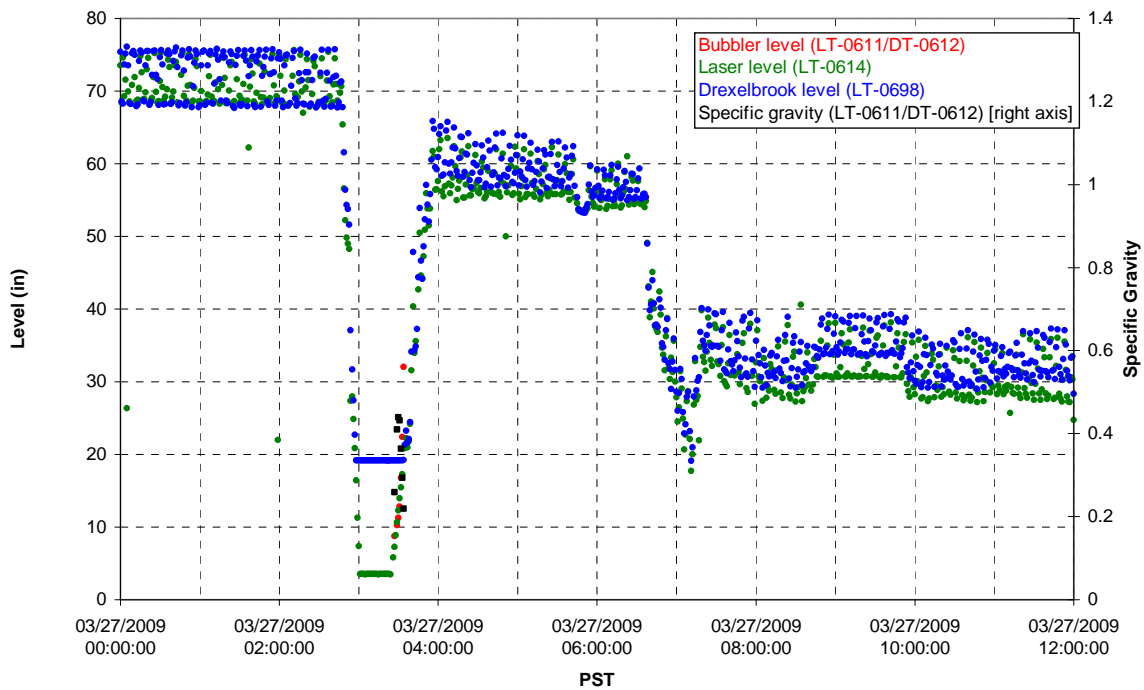 80
70
60
50
40
30
20
10
0
Level (in)
1.4
1.2
1
0.8
0.6
0.4
0.2
0
Specific Gravity
Bubbler level (LT-0611/DT-0612)
Laser level (LT-0614)
Drexelbrook level (LT-0698)
Specific gravity (LT-0611/DT-0612) [right axis]
03/27/2009 03/27/2009 03/27/2009 03/27/2009 03/27/2009 03/27/2009 03/27/2009
00:00:00 02:00:00 04:00:00 06:00:00 08:00:00 10:00:00 12:00:00
PST